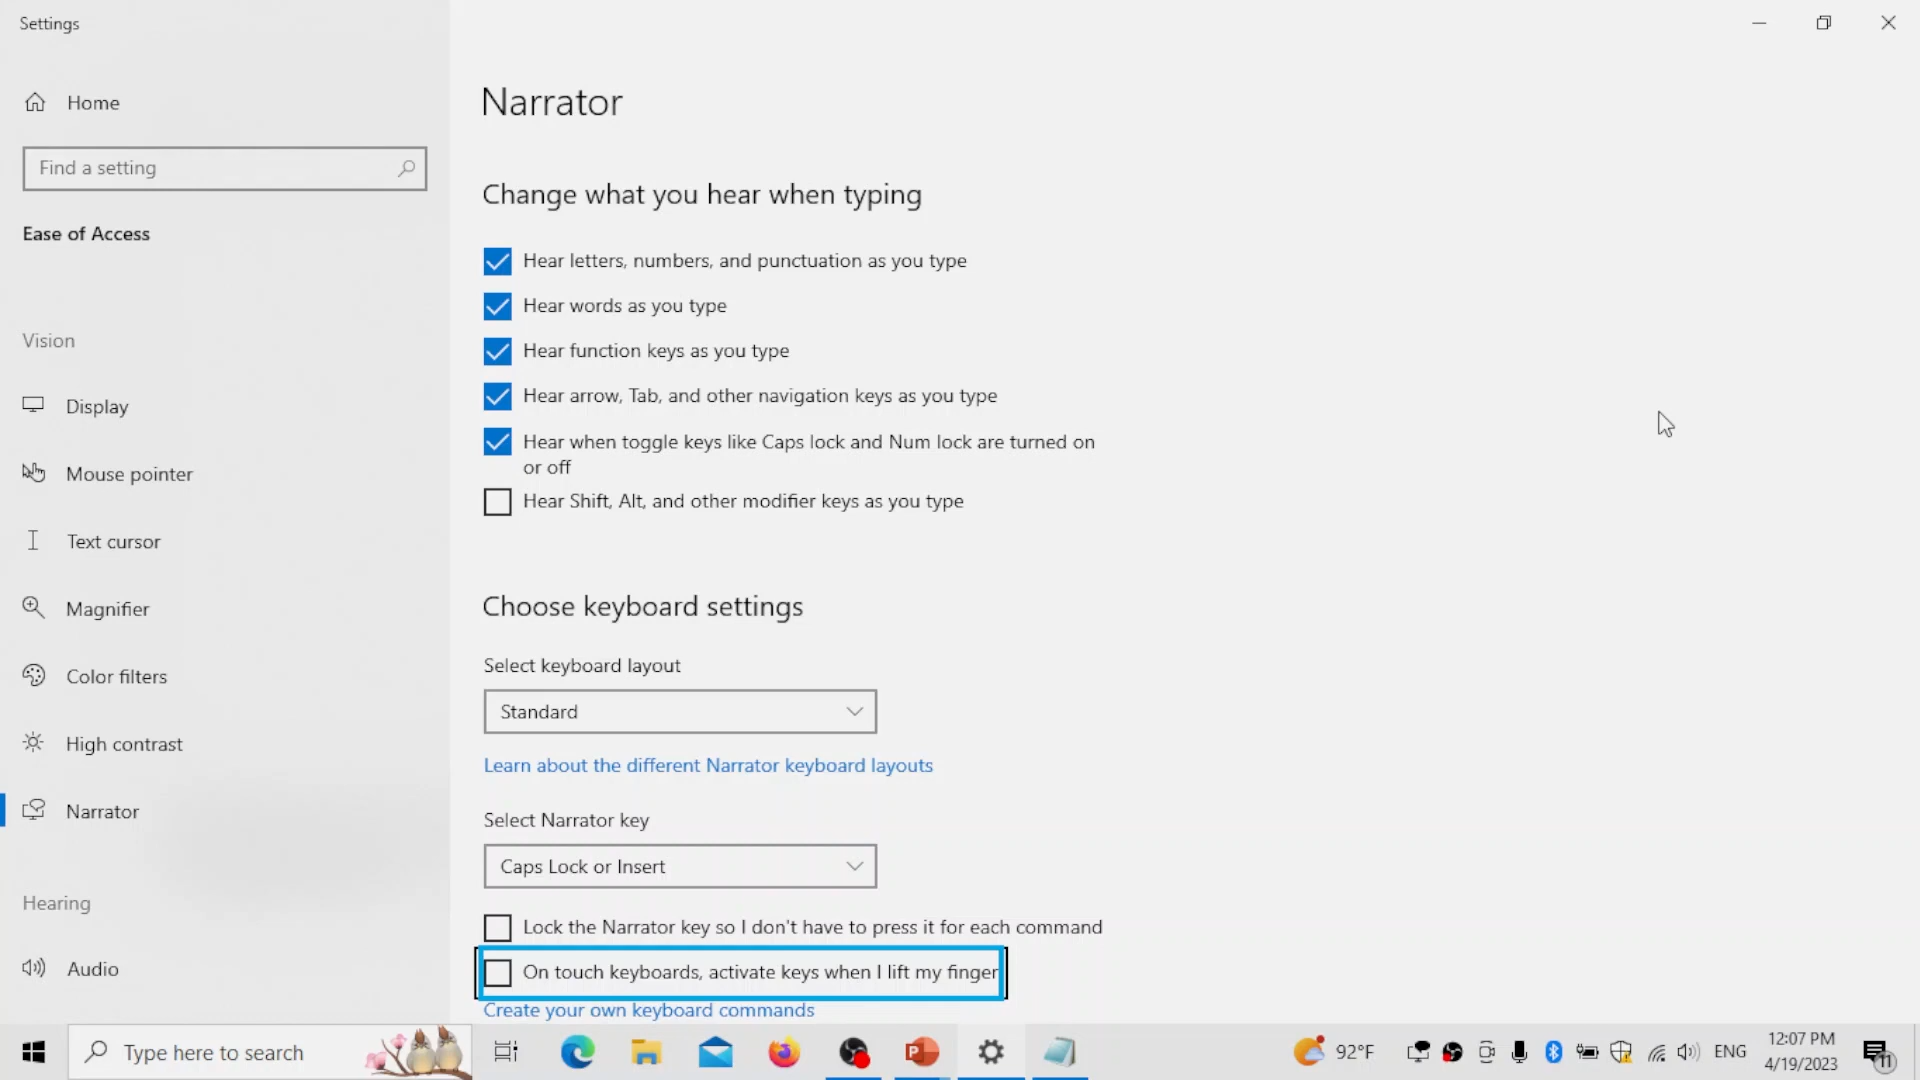 Settings
Home
Find a setting
Ease of Access
Vision
Display
Mouse pointer
Text cursor
Magnifier
Color filters
High contrast
Narrator
Hearing
Audio
Narrator
Change what you hear when typing
Hear letters, numbers, and punctuation as you type
Hear words as you type
Hear function keys as you type
Hear arrow, Tab, and other navigation keys as you type
Hear when toggle keys like Caps lock and Num lock are turned on
or off
Hear Shift, Alt, and other modifier keys as you type
Choose keyboard settings
Select keyboard layout
Standard
Learn about the different Narrator keyboard layouts
Select Narrator key
Caps Lock or Insert
Lock the Narrator key so I don't have to press it for each command
On touch keyboards, activate keys when I lift my finger
Create your own keyboard commands
Type here to search
P
92°F
ENG
12:07 PM
4/19/2023
11